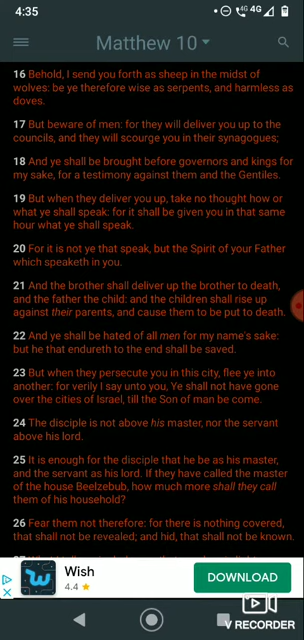 4:35
4G 4G
Matthew 10
16 Behold, I send you forth as sheep in the midst of
wolves: be ye therefore wise as serpents, and harmless as
doves.
17 But beware of men: for they will deliver you up to the
councils, and they will scourge you in their synagogues;
18 And ye shall be brought before governors and kings for
my sake, for a testimony against them and the Gentiles.
19 But when they deliver you up, take no thought how or
what ye shall speak: for it shall be given you in that same
hour what ye shall speak.
20 For it is not ye that speak, but the Spirit of your Father
which speaketh in you.
21 And the brother shall deliver up the brother to death,
and the father the child: and the children shall rise up
against their parents, and cause them to be put to death.
22 And ye shall be hated of all men for my name's sake:
but he that endureth to the end shall be saved.
23 But when they persecute you in this city, flee ye into
another: for verily I say unto you, Ye shall not have gone
over the cities of Israel, till the Son of man be come.
24 The disciple is not above his master, nor the servant
above his lord.
25 It is enough for the disciple that he be as his master,
and the servant as his lord. If they have called the master
of the house Beelzebub, how much more shall they call
them of his household?
26 Fear them not therefore: for there is nothing covered,
that shall not be revealed; and hid, that shall not be known.
Wish
4.4
DOWNLOAD
V RECORDER